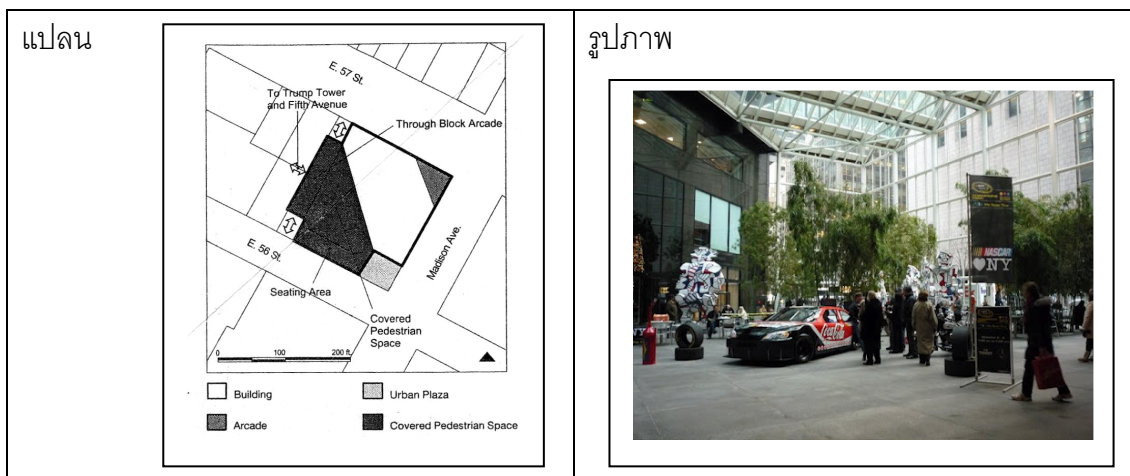 แปลน
E. 57 St.
To Trump Tower
and Fifth Avenue
Through Block Arcade
E. 56 St.
Madison Ave.
Seating Area
Covered
Pedestrian
Space
0 100 200 ft.
Building
Urban Plaza
Arcade
Covered Pedestrian Space
รูปภาพ
NASCAR
NY